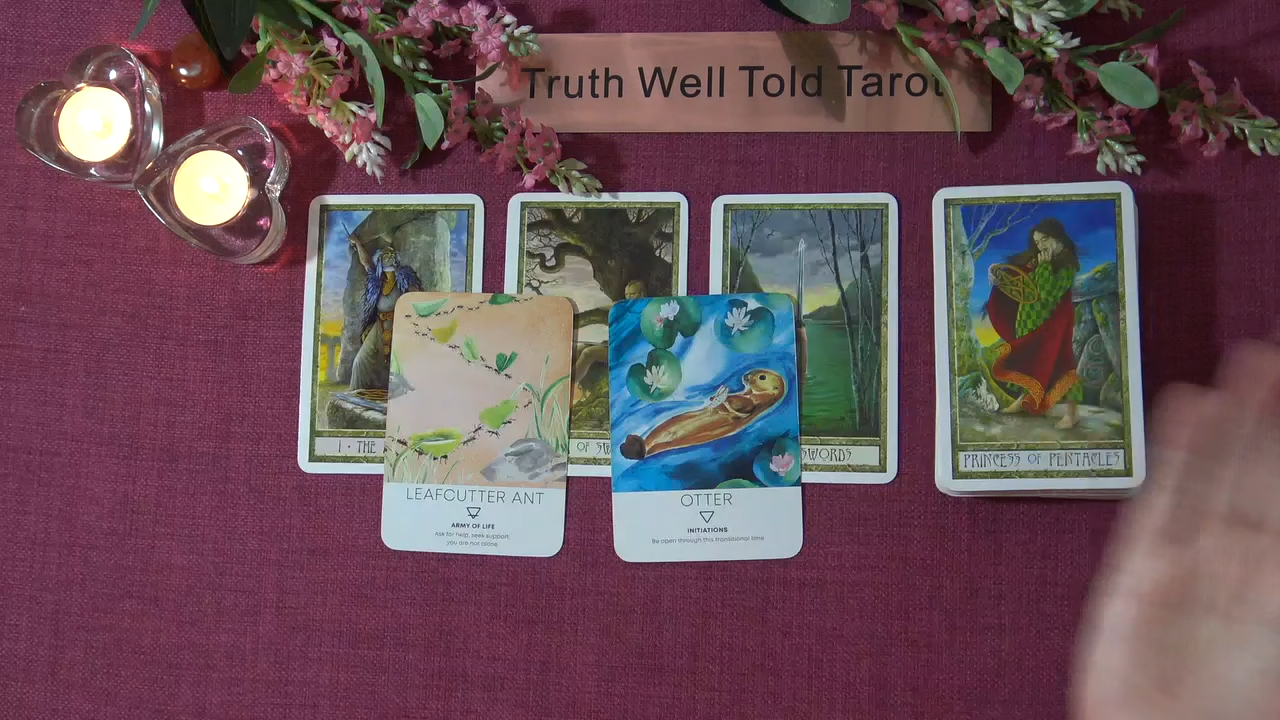 Truth Well Told Tarot
I • THE
OF SW
SWORDS
PRINCESS OF PENTACLES
LEAFCUTTER ANT
ARMY OF LIFE
Ask for help, seek support,
you are not alone.
OTTER
INITIATIONS
Be open through this transitional time